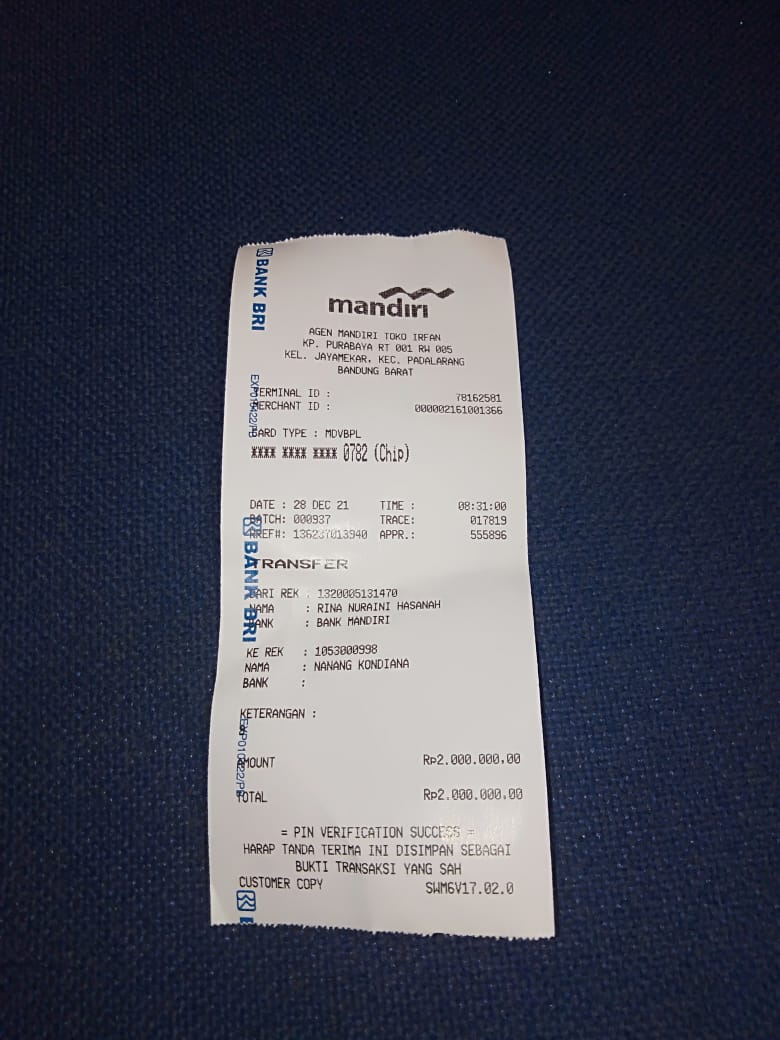 BANK BRI
mandiri
AGEN MANDIRI TOKO IRFAN
KP. PURABAYA RT 001 RW 005
KEL. JAYAMEKAR, KEC. PADALARANG
BANDUNG BARAT
TERMINAL ID : 78162581
MERCHANT ID : 000002161001366
CARD TYPE : MDVBPL
**** **** **** 0782 (Chip)
DATE : 28 DEC 21 TIME : 08:31:00
BATCH: 000937 TRACE: 017819
RREF#: 136237013940 APPR.: 555896
BANK BRI
TRANSFER
DARI REK : 1320005131470
NAMA : RINA NURAINI HASANAH
BANK : BANK MANDIRI
KE REK : 1053000998
NAMA : NANANG KONDIANA
BANK :
KETERANGAN :
AMOUNT Rp2.000.000,00
TOTAL Rp2.000.000,00
= PIN VERIFICATION SUCCESS =
HARAP TANDA TERIMA INI DISIMPAN SEBAGAI
BUKTI TRANSAKSI YANG SAH
CUSTOMER COPY SWM6V17.02.0